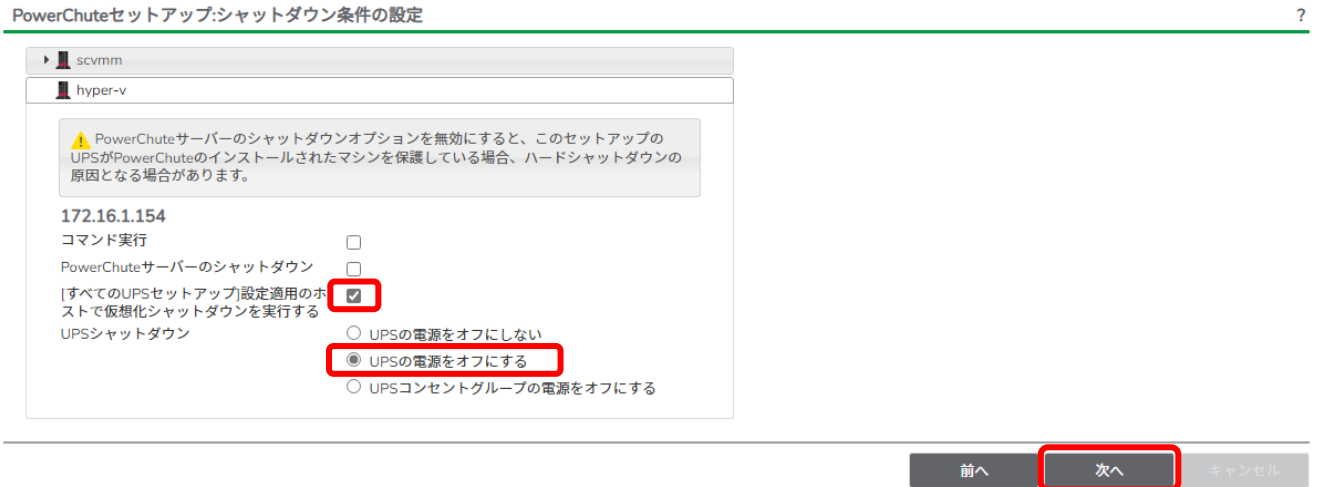 PowerChuteセットアップ:シャットダウン条件の設定
?
scvmm
hyper-v
PowerChuteサーバーのシャットダウンオプションを無効にすると、このセットアップの
UPSがPowerChuteのインストールされたマシンを保護している場合、ハードシャットダウンの
原因となる場合があります。
172.16.1.154
コマンド実行
PowerChuteサーバーのシャットダウン
[すべてのUPSセットアップ]設定適用のホ
ストで仮想化シャットダウンを実行する
UPSシャットダウン
UPSの電源をオフにしない
UPSの電源をオフにする
UPSコンセントグループの電源をオフにする
前へ
次へ
キャンセル